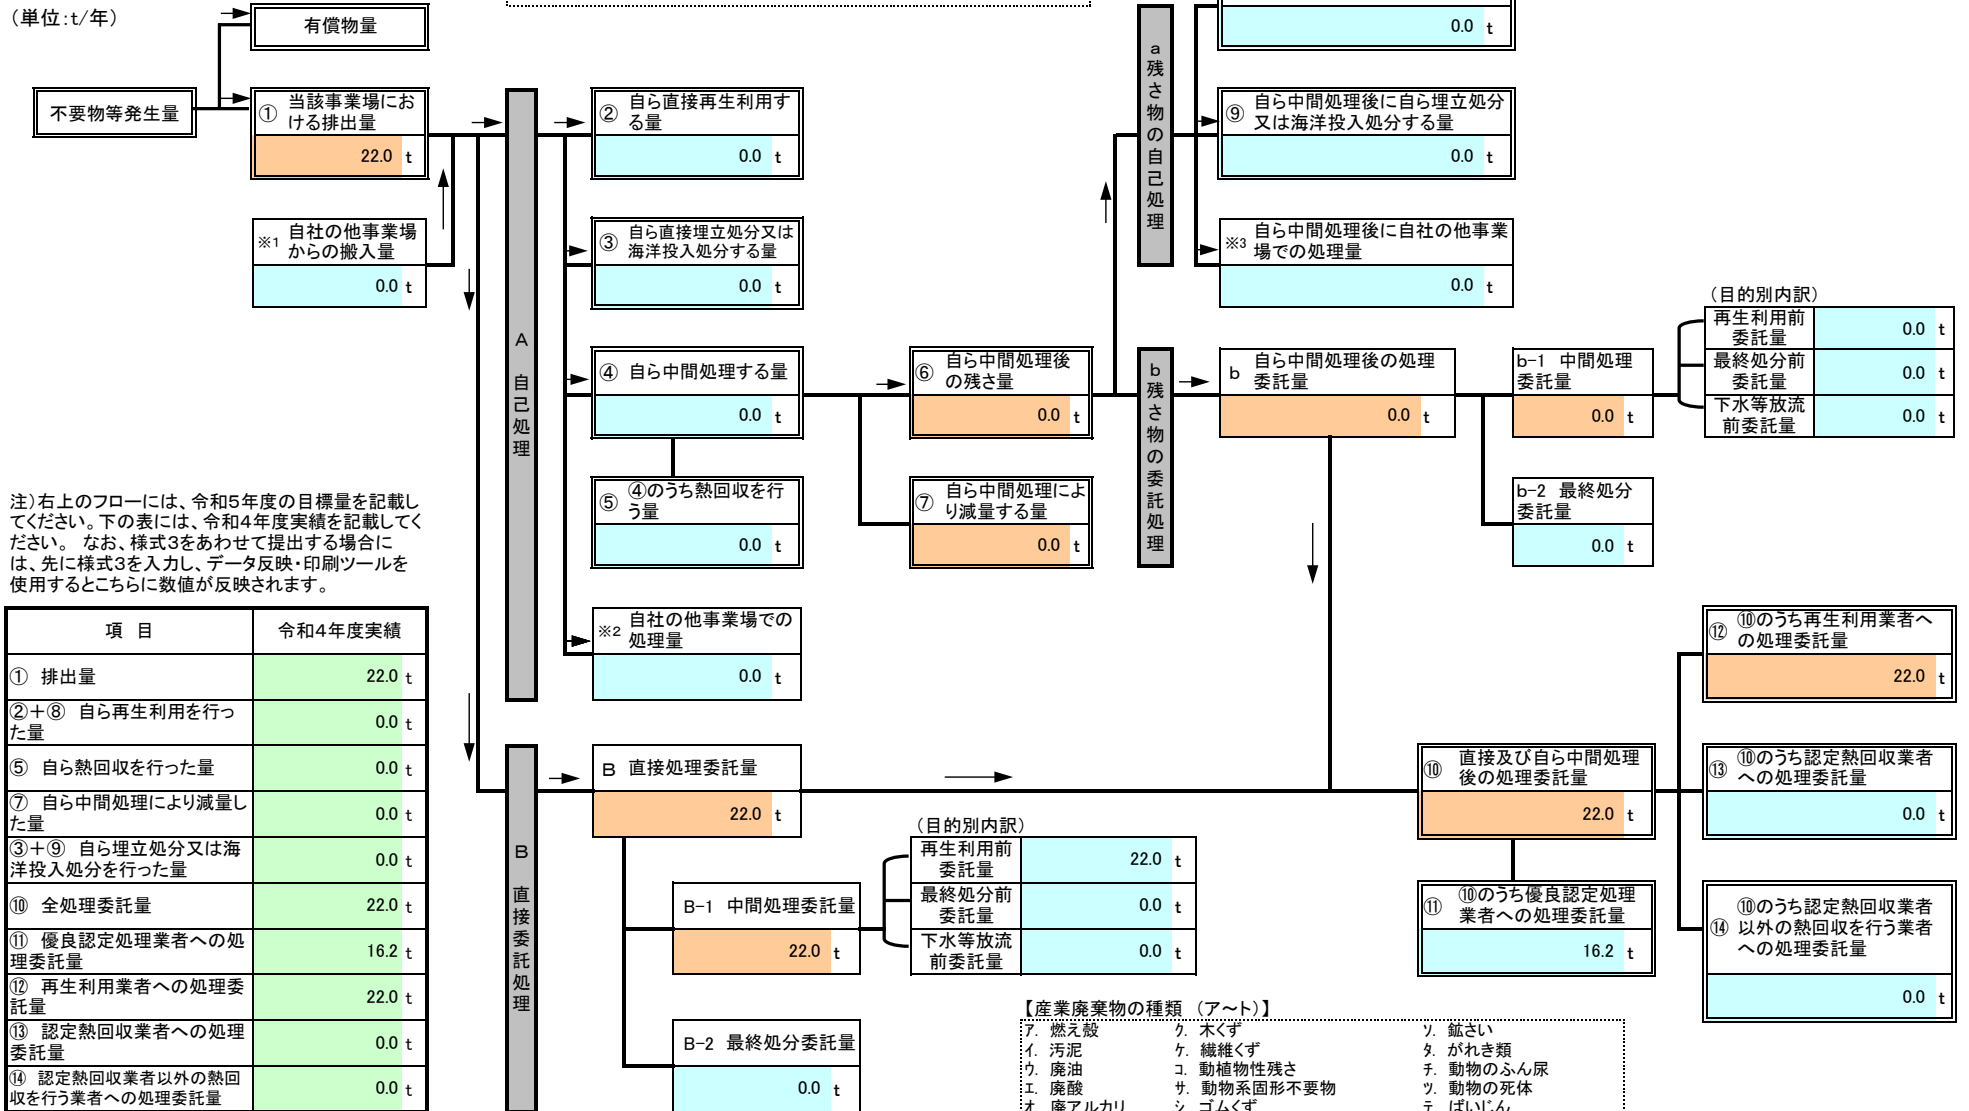 (単位:t/年)
有償物量
不要物等発生量
① 当該事業場にお
ける排出量
22.0 t
※1 自社の他事業場
からの搬入量
0.0 t
A 自己処理
② 自ら直接再生利用す
る量
0.0 t
③ 自ら直接埋立処分又は
海洋投入処分する量
0.0 t
④ 自ら中間処理する量
0.0 t
⑤ ④のうち熱回収を行
う量
0.0 t
※2 自社の他事業場での
処理量
0.0 t
⑥ 自ら中間処理後
の残さ量
0.0 t
⑦ 自ら中間処理によ
り減量する量
0.0 t
a 残さ物の自己処理
0.0 t
⑨ 自ら中間処理後に自ら埋立処分
又は海洋投入処分する量
0.0 t
※3 自ら中間処理後に自社の他事業
場での処理量
0.0 t
b 残さ物の委託処理
b 自ら中間処理後の処理
委託量
0.0 t
b-1 中間処理
委託量
0.0 t
(目的別内訳)
再生利用前
委託量
0.0 t
最終処分前
委託量
0.0 t
下水等放流
前委託量
0.0 t
b-2 最終処分
委託量
0.0 t
注)右上のフローには、令和5年度の目標量を記載し
てください。下の表には、令和4年度実績を記載してく
ださい。 なお、様式3をあわせて提出する場合に
は、先に様式3を入力し、データ反映・印刷ツールを
使用するとこちらに数値が反映されます。
項 目 令和4年度実績
① 排出量 22.0 t
②+⑧ 自ら再生利用を行っ
た量 0.0 t
⑤ 自ら熱回収を行った量 0.0 t
⑦ 自ら中間処理により減量し
た量 0.0 t
③+⑨ 自ら埋立処分又は海
洋投入処分を行った量 0.0 t
⑩ 全処理委託量 22.0 t
⑪ 優良認定処理業者への処
理委託量 16.2 t
⑫ 再生利用業者への処理委
託量 22.0 t
⑬ 認定熱回収業者への処理
委託量 0.0 t
⑭ 認定熱回収業者以外の熱回
収を行う業者への処理委託量 0.0 t
B 直接委託処理
B 直接処理委託量
22.0 t
B-1 中間処理委託量
22.0 t
(目的別内訳)
再生利用前
委託量
22.0 t
最終処分前
委託量
0.0 t
下水等放流
前委託量
0.0 t
B-2 最終処分委託量
0.0 t
⑩ 直接及び自ら中間処理
後の処理委託量
22.0 t
⑪ ⑩のうち優良認定処理
業者への処理委託量
16.2 t
⑫ ⑩のうち再生利用業者へ
の処理委託量
22.0 t
⑬ ⑩のうち認定熱回収業者
への処理委託量
0.0 t
⑭ ⑩のうち認定熱回収業者
以外の熱回収を行う業者
への処理委託量
0.0 t
【産業廃棄物の種類 (ア~ト)】
ア. 燃え殻 ク. 木くず ソ. 鉱さい
イ. 汚泥 ケ. 繊維くず タ. がれき類
ウ. 廃油 コ. 動植物性残さ チ. 動物のふん尿
エ. 廃酸 サ. 動物系固形不要物 ツ. 動物の死体
オ. 廃アルカリ シ. ゴムくず テ. ばいじん